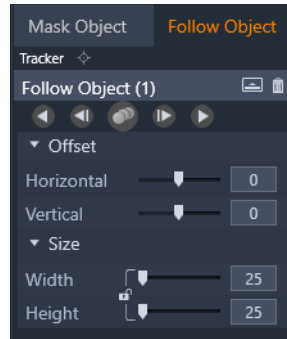 Mask Object Follow Object
Tracker
Follow Object (1)
Offset
Horizontal 0
Vertical 0
Size
Width 25
Height 25